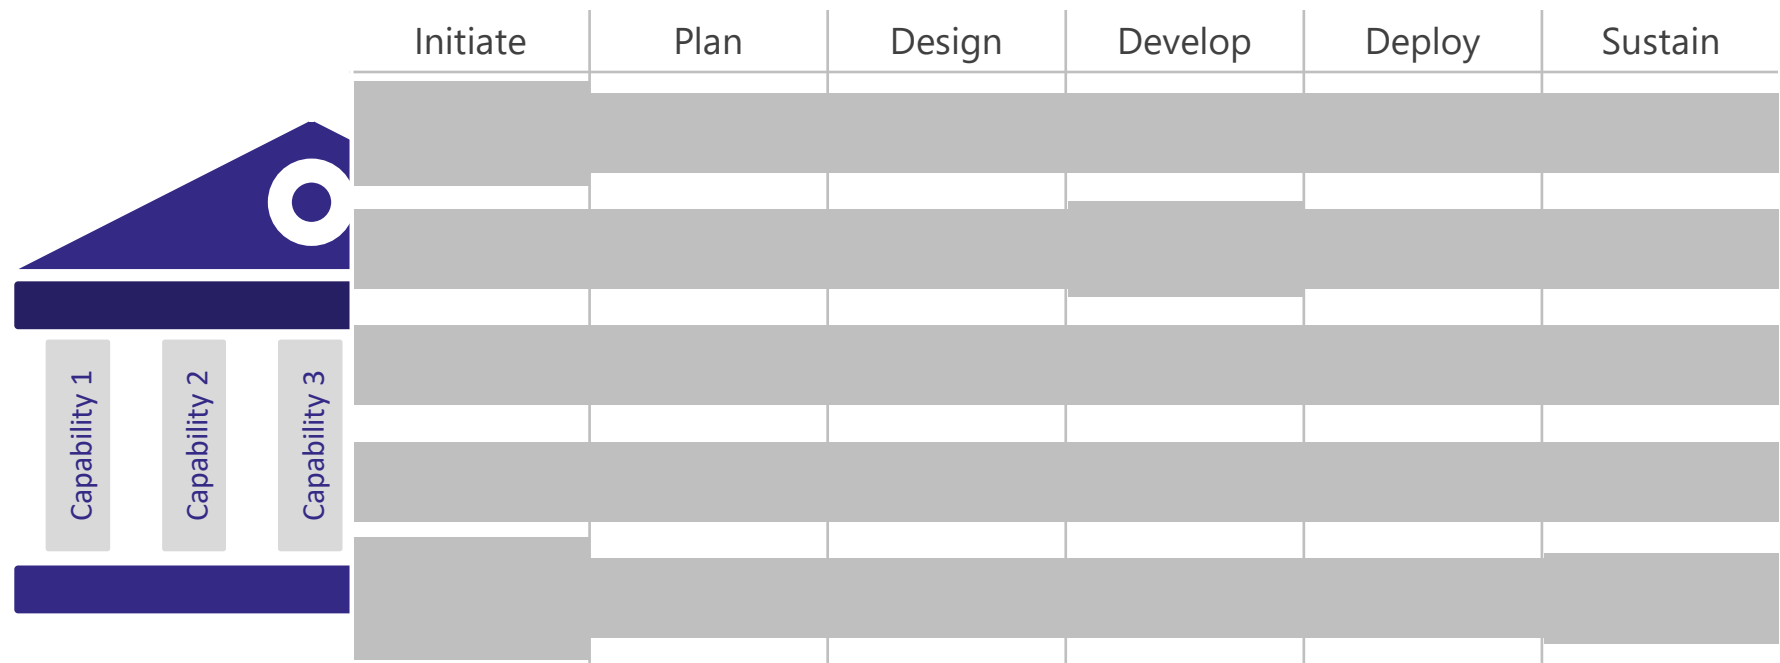 Initiate
Plan
Design
Develop
Deploy
Sustain
Capability 1
Capability 2
Capability 3